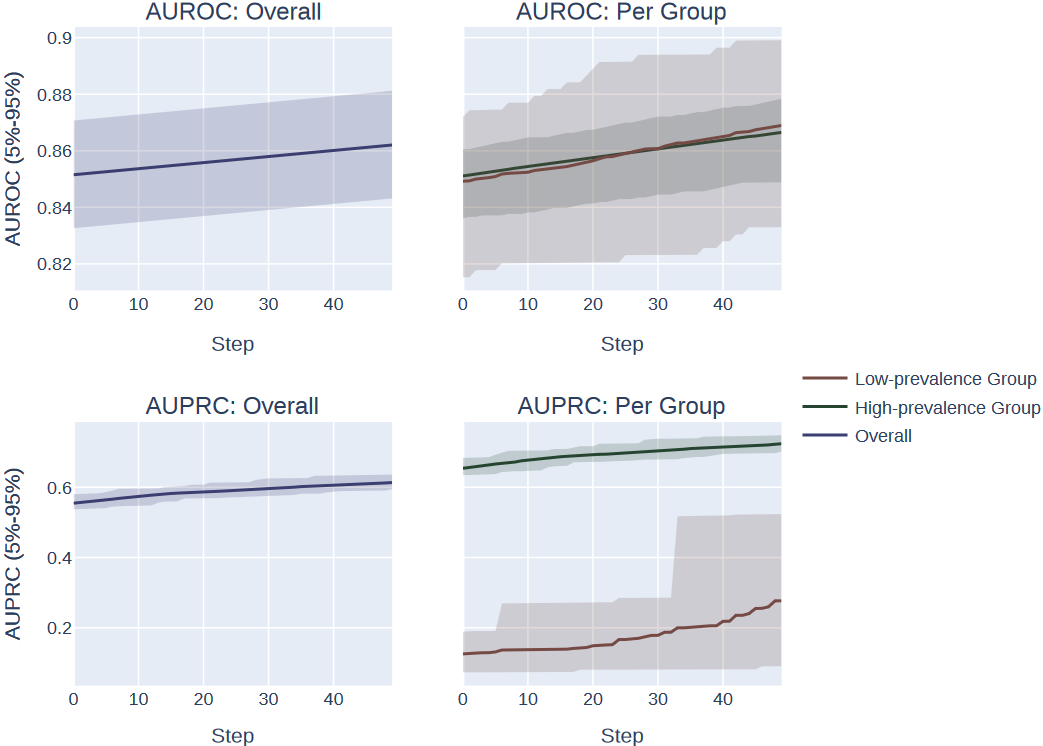 AUROC: Overall
AUROC: Per Group
AUROC (5%-95%)
0.9
0.88
0.86
0.84
0.82
0 10 20 30 40
0 10 20 30 40
Step
Step
Low-prevalence Group
High-prevalence Group
Overall
AUPRC: Overall
AUPRC: Per Group
AUPRC (5%-95%)
0.6
0.4
0.2
0 10 20 30 40
0 10 20 30 40
Step
Step